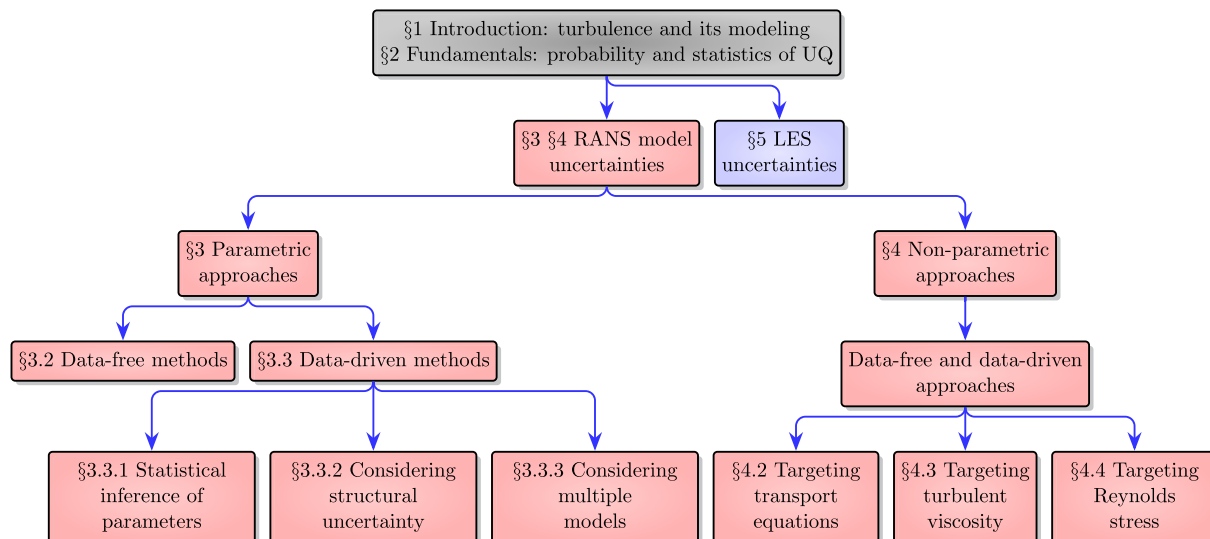 §1 Introduction: turbulence and its modeling
§2 Fundamentals: probability and statistics of UQ
§3 §4 RANS model
uncertainties
§5 LES
uncertainties
§3 Parametric
approaches
§4 Non-parametric
approaches
§3.2 Data-free methods
§3.3 Data-driven methods
Data-free and data-driven
approaches
§3.3.1 Statistical
inference of
parameters
§3.3.2 Considering
structural
uncertainty
§3.3.3 Considering
multiple
models
§4.2 Targeting
transport
equations
§4.3 Targeting
turbulent
viscosity
§4.4 Targeting
Reynolds
stress